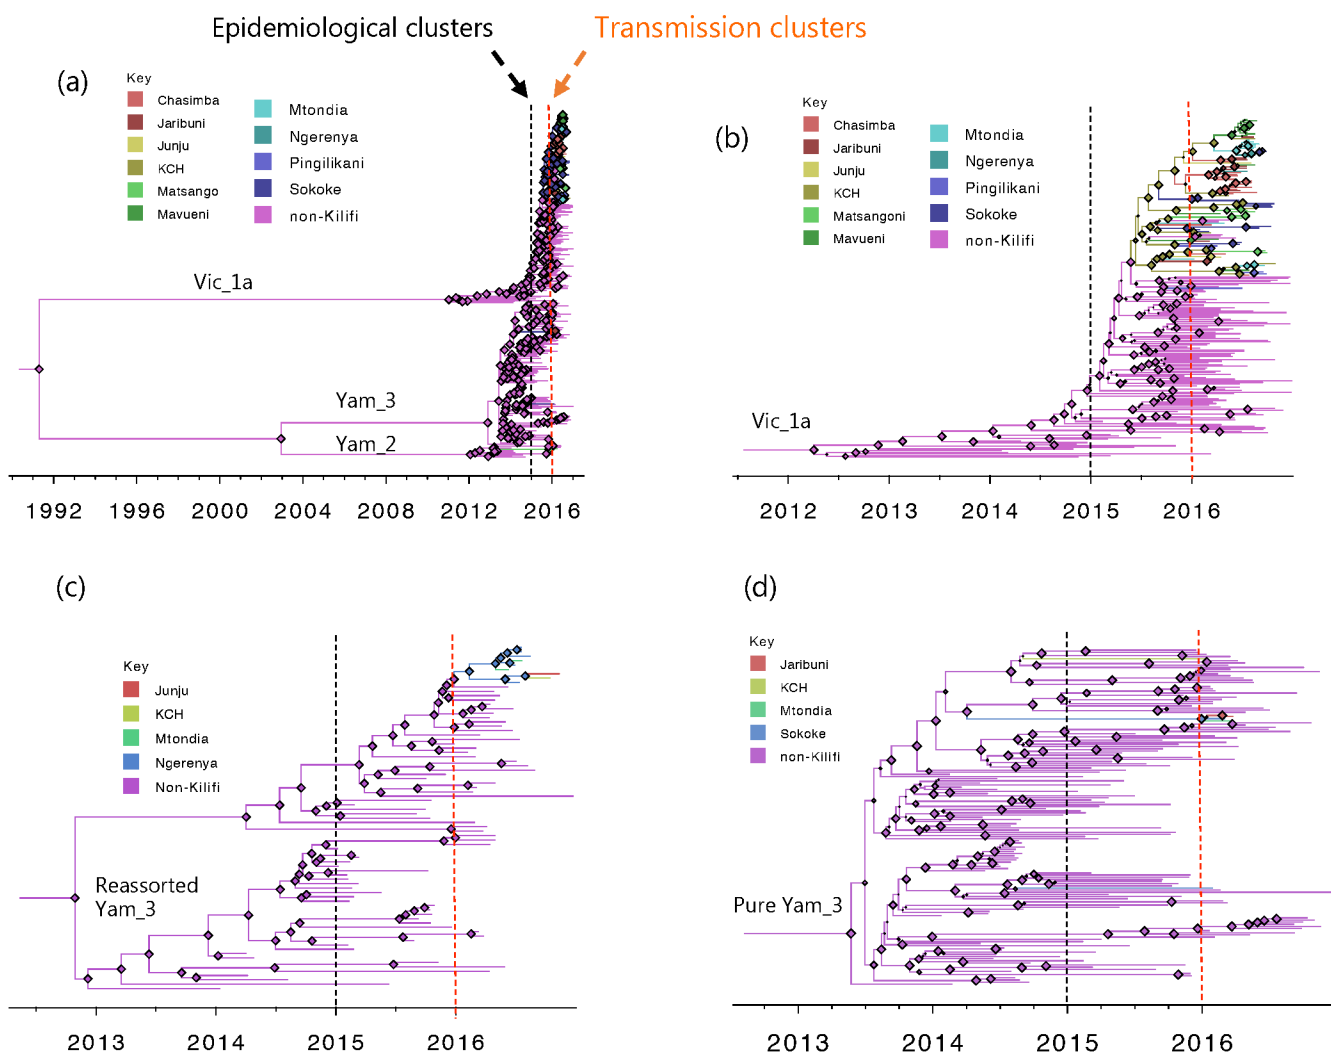 Epidemiological clusters
Transmission clusters
(a)
Key
Chasimba
Jaribuni
Junju
KCH
Matsango
Mavueni
Mtondia
Ngerenya
Pingilikani
Sokoke
non-Kilifi
Vic_1a
Yam_3
Yam_2
1992 1996 2000 2004 2008 2012 2016
(b)
Key
Chasimba
Jaribuni
Junju
KCH
Matsangoni
Mavueni
Mtondia
Ngerenya
Pingilikani
Sokoke
non-Kilifi
Vic_1a
2012 2013 2014 2015 2016
(c)
Key
Junju
KCH
Mtondia
Ngerenya
Non-Kilifi
Reassorted
Yam_3
2013 2014 2015 2016
(d)
Key
Jaribuni
KCH
Mtondia
Sokoke
non-Kilifi
Pure Yam_3
2013 2014 2015 2016